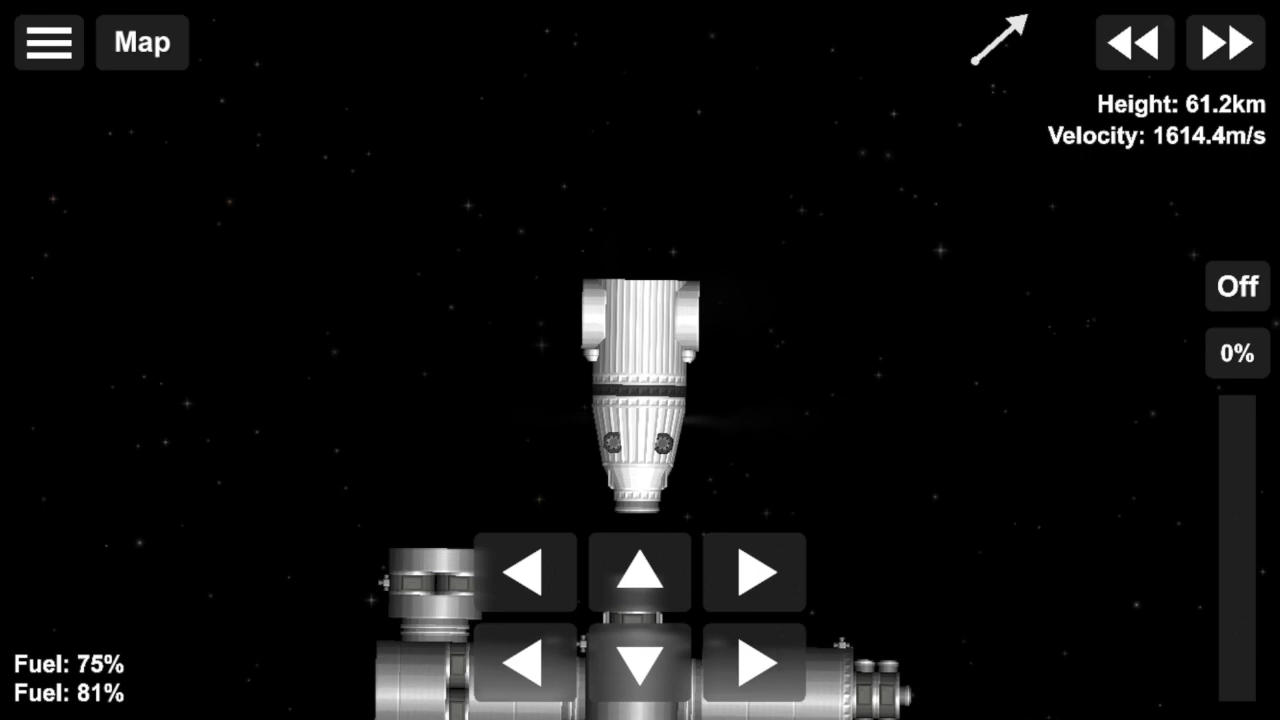 Map
Height: 61.2km
Velocity: 1614.4m/s
Off
0%
Fuel: 75%
Fuel: 81%